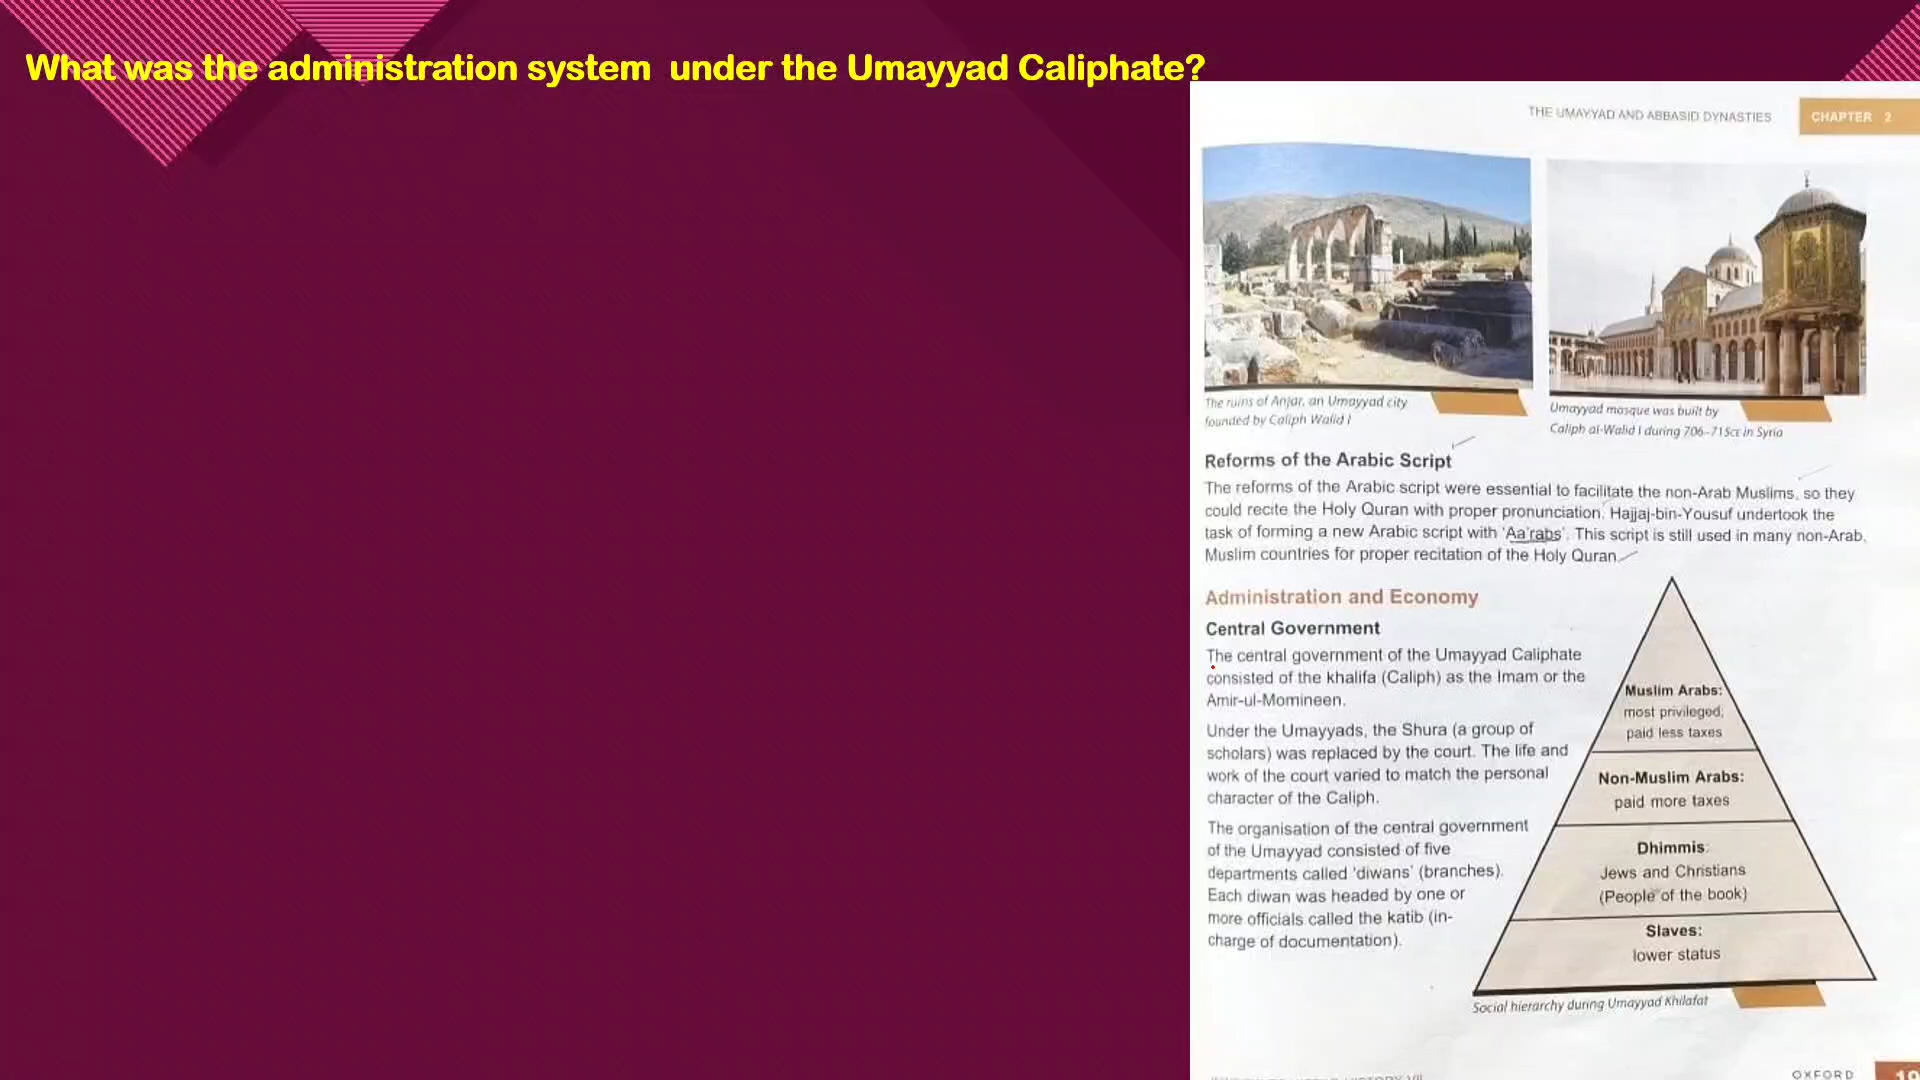 What was the administration system under the Umayyad Caliphate?
THE UMAYYAD AND ABBASID DYNASTIES
CHAPTER 2
The ruins of Anjar, an Umayyad city
founded by Caliph Walid I
Umayyad mosque was built by
Caliph al-Walid I during 706–715CE in Syria
Reforms of the Arabic Script
The reforms of the Arabic script were essential to facilitate the non-Arab Muslims, so they
could recite the Holy Quran with proper pronunciation. Hajjaj-bin-Yousuf undertook the
task of forming a new Arabic script with 'Aa'rabs'. This script is still used in many non-Arab,
Muslim countries for proper recitation of the Holy Quran.
Administration and Economy
Central Government
The central government of the Umayyad Caliphate
consisted of the khalifa (Caliph) as the Imam or the
Amir-ul-Momineen.
Under the Umayyads, the Shura (a group of
scholars) was replaced by the court. The life and
work of the court varied to match the personal
character of the Caliph.
The organisation of the central government
of the Umayyad consisted of five
departments called 'diwans' (branches).
Each diwan was headed by one or
more officials called the katib (in-
charge of documentation).
Muslim Arabs:
most privileged,
paid less taxes
Non-Muslim Arabs:
paid more taxes
Dhimmis:
Jews and Christians
(People of the book)
Slaves:
lower status
Social hierarchy during Umayyad Khilafat
OXFORD